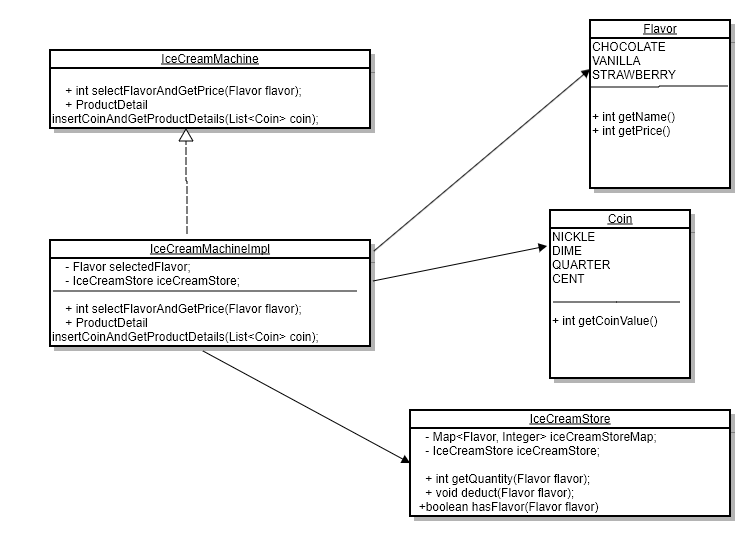 IceCreamMachine
+ int selectFlavorAndGetPrice(Flavor flavor);
+ ProductDetail
insertCoinAndGetProductDetails(List<Coin> coin);
Flavor
CHOCOLATE
VANILLA
STRAWBERRY
+ int getName()
+ int getPrice()
IceCreamMachineImpl
- Flavor selectedFlavor;
- IceCreamStore iceCreamStore;
+ int selectFlavorAndGetPrice(Flavor flavor);
+ ProductDetail
insertCoinAndGetProductDetails(List<Coin> coin);
Coin
NICKLE
DIME
QUARTER
CENT
+ int getCoinValue()
IceCreamStore
- Map<Flavor, Integer> iceCreamStoreMap;
- IceCreamStore iceCreamStore;
+ int getQuantity(Flavor flavor);
+ void deduct(Flavor flavor);
+boolean hasFlavor(Flavor flavor)